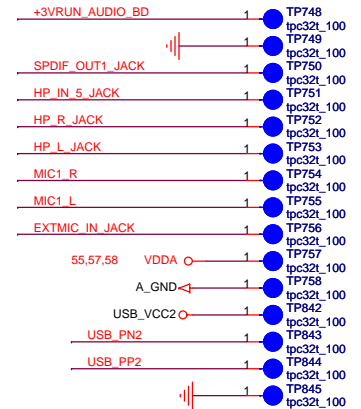 +3VRUN_AUDIO_BD 1 TP748
tpc32t_100
1 TP749
tpc32t_100
SPDIF_OUT1_JACK 1 TP750
tpc32t_100
HP_IN_5_JACK 1 TP751
tpc32t_100
HP_R_JACK 1 TP752
tpc32t_100
HP_L_JACK 1 TP753
tpc32t_100
MIC1_R 1 TP754
tpc32t_100
MIC1_L 1 TP755
tpc32t_100
EXTMIC_IN_JACK 1 TP756
tpc32t_100
55,57,58 VDDA 1 TP757
tpc32t_100
A_GND 1 TP758
tpc32t_100
USB_VCC2 1 TP842
tpc32t_100
USB_PN2 1 TP843
tpc32t_100
USB_PP2 1 TP844
tpc32t_100
1 TP845
tpc32t_100